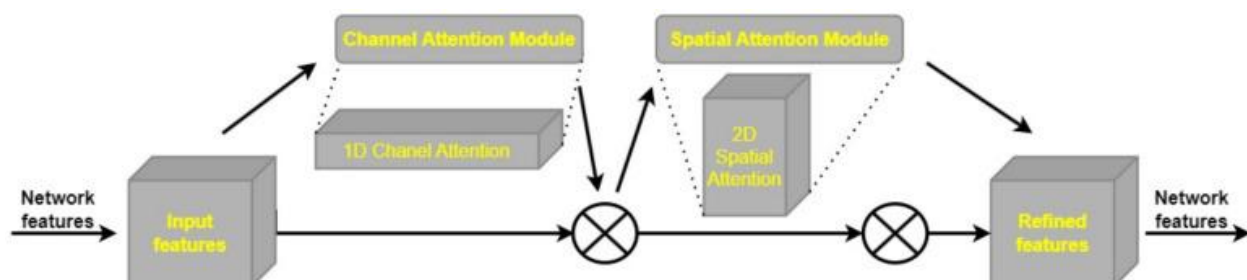 Channel Attention Module
Spatial Attention Module
1D Chanel Attention
2D
Spatial
Attention
Network
features
Input
features
Refined
features
Network
features